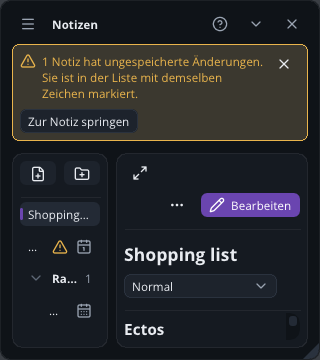 Notizen
1 Notiz hat ungespeicherte Änderungen.
Sie ist in der Liste mit demselben
Zeichen markiert.
Zur Notiz springen
Shopping...
...
Ra... 1
...
Bearbeiten
Shopping list
Normal
Ectos